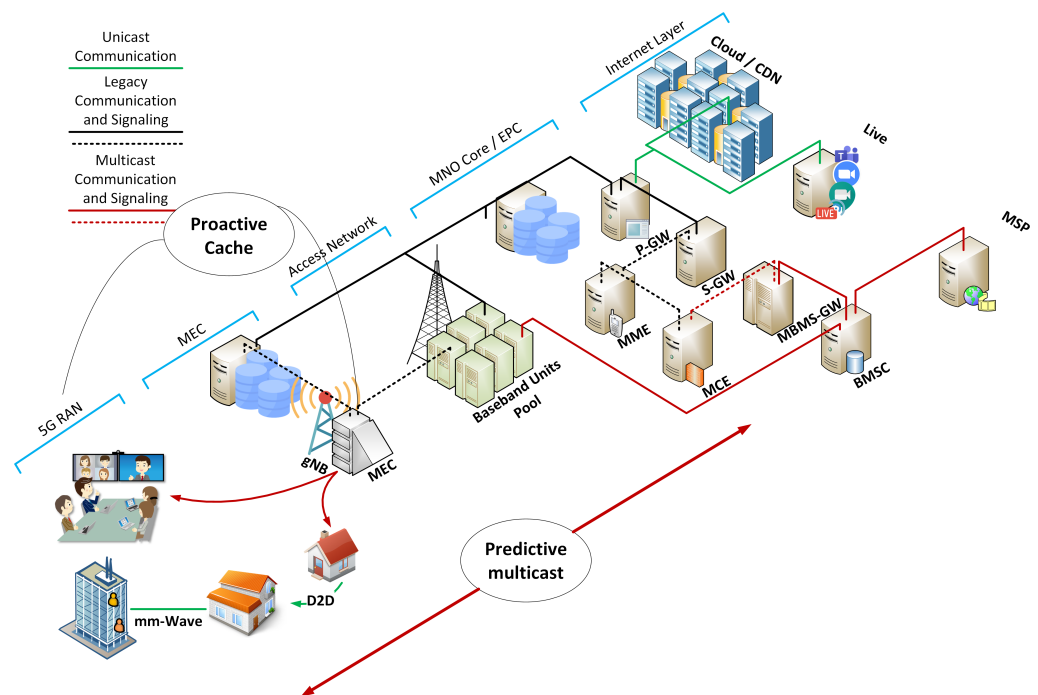 Unicast
Communication
Legacy
Communication
and Signaling
Multicast
Communication
and Signaling
Proactive
Cache
Internet Layer
Cloud / CDN
MNO Core / EPC
Access Network
MEC
5G RAN
Live
LIVE
MSP
P-GW
S-GW
MME
MBMS-GW
MCE
BMSC
Baseband Units
Pool
gNB
MEC
Predictive
multicast
D2D
mm-Wave